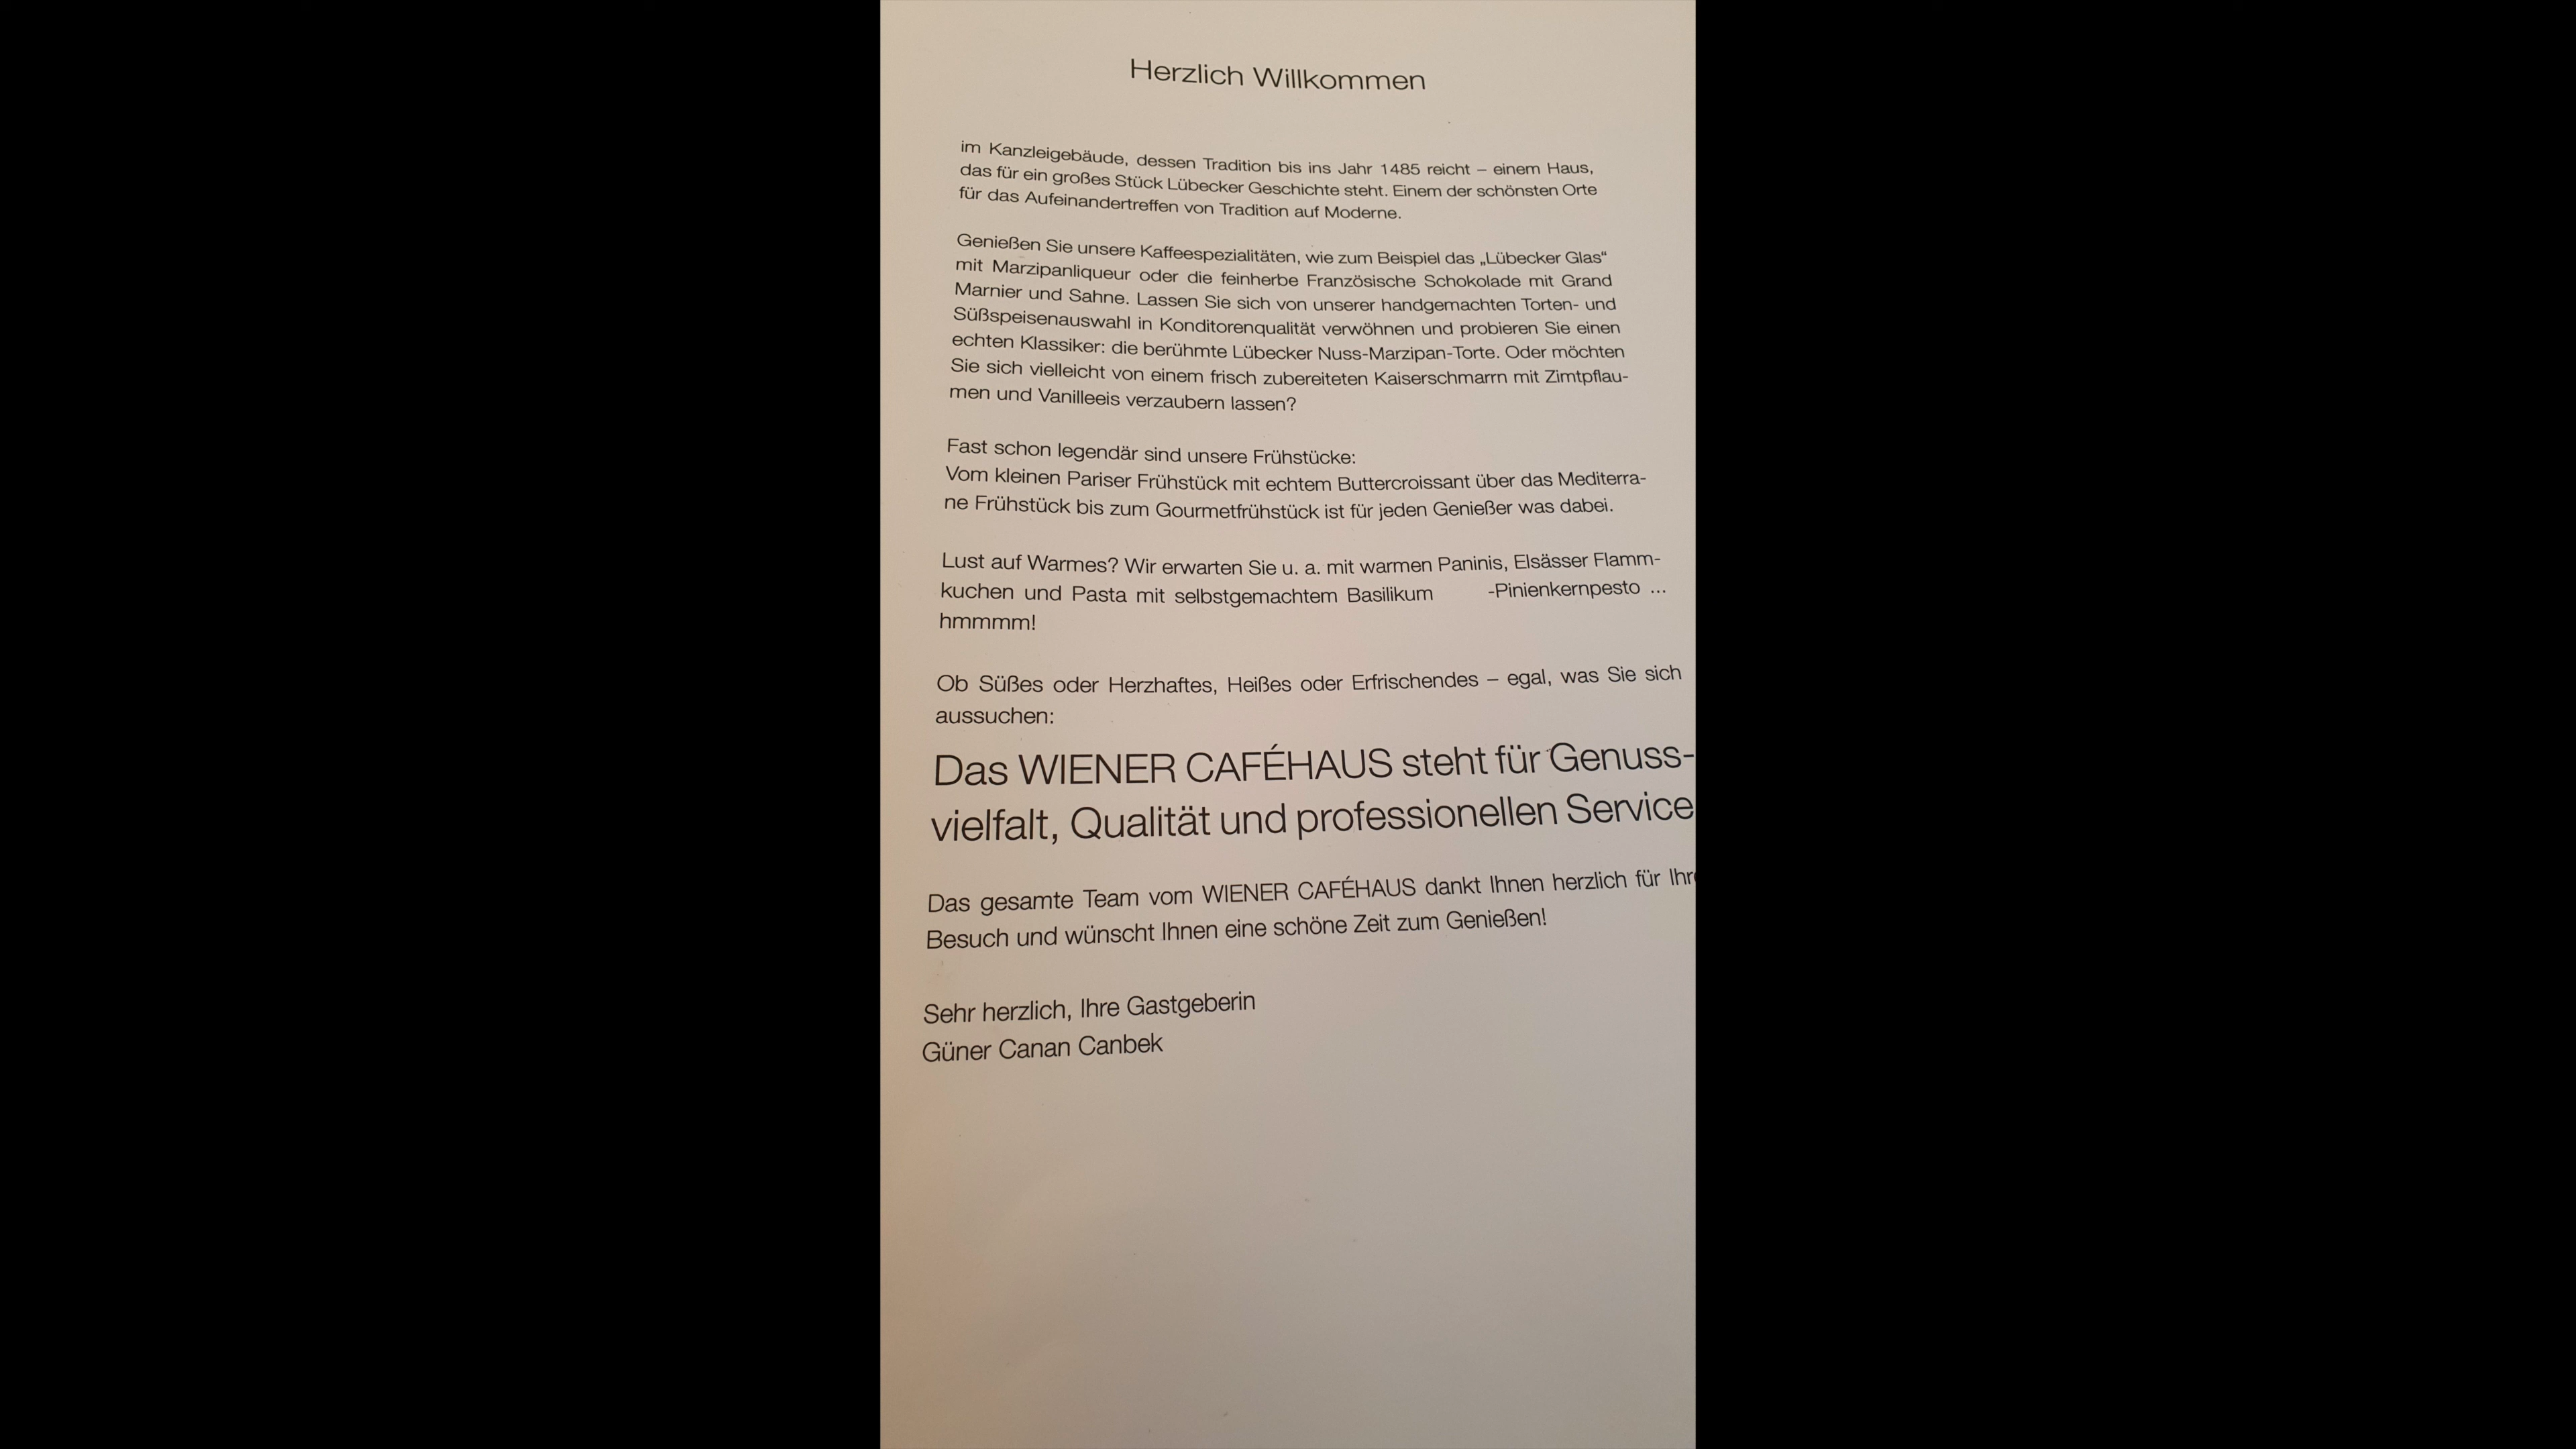 Herzlich Willkommen
im Kanzleigebäude, dessen Tradition bis ins Jahr 1485 reicht – einem Haus,
das für ein großes Stück Lübecker Geschichte steht. Einem der schönsten Orte
für das Aufeinandertreffen von Tradition auf Moderne.
Genießen Sie unsere Kaffeespezialitäten, wie zum Beispiel das „Lübecker Glas“
mit Marzipanliqueur oder die feinherbe Französische Schokolade mit Grand
Marnier und Sahne. Lassen Sie sich von unserer handgemachten Torten- und
Süßspeisenauswahl in Konditorenqualität verwöhnen und probieren Sie einen
echten Klassiker: die berühmte Lübecker Nuss-Marzipan-Torte. Oder möchten
Sie sich vielleicht von einem frisch zubereiteten Kaiserschmarrn mit Zimtpflau-
men und Vanilleeis verzaubern lassen?
Fast schon legendär sind unsere Frühstücke:
Vom kleinen Pariser Frühstück mit echtem Buttercroissant über das Mediterra-
ne Frühstück bis zum Gourmetfrühstück ist für jeden Genießer was dabei.
Lust auf Warmes? Wir erwarten Sie u. a. mit warmen Paninis, Elsässer Flamm-
kuchen und Pasta mit selbstgemachtem Basilikum -Pinienkernpesto ...
hmmmm!
Ob Süßes oder Herzhaftes, Heißes oder Erfrischendes – egal, was Sie sich
aussuchen:
Das WIENER CAFÉHAUS steht für Genuss-
vielfalt, Qualität und professionellen Service
Das gesamte Team vom WIENER CAFÉHAUS dankt Ihnen herzlich für Ihre
Besuch und wünscht Ihnen eine schöne Zeit zum Genießen!
Sehr herzlich, Ihre Gastgeberin
Güner Canan Canbek